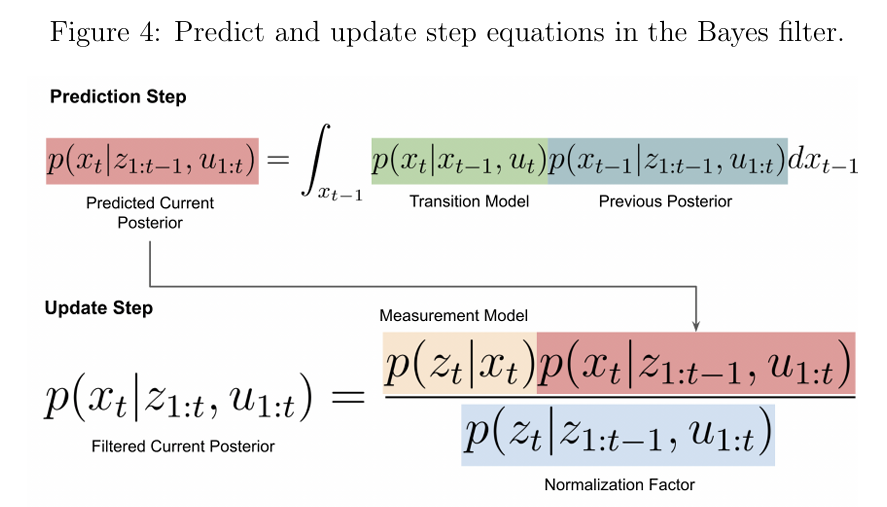 Figure 4: Predict and update step equations in the Bayes filter.
Prediction Step
p(x_t|z_{1:t−1}, u_{1:t}) = ∫_{x_{t−1}} p(x_t|x_{t−1}, u_t)p(x_{t−1}|z_{1:t−1}, u_{1:t})dx_{t−1}
Predicted Current
Posterior
Transition Model
Previous Posterior
Update Step
Measurement Model
p(x_t|z_{1:t}, u_{1:t}) = \frac{p(z_t|x_t)p(x_t|z_{1:t−1}, u_{1:t})}{p(z_t|z_{1:t−1}, u_{1:t})}
Filtered Current Posterior
Normalization Factor